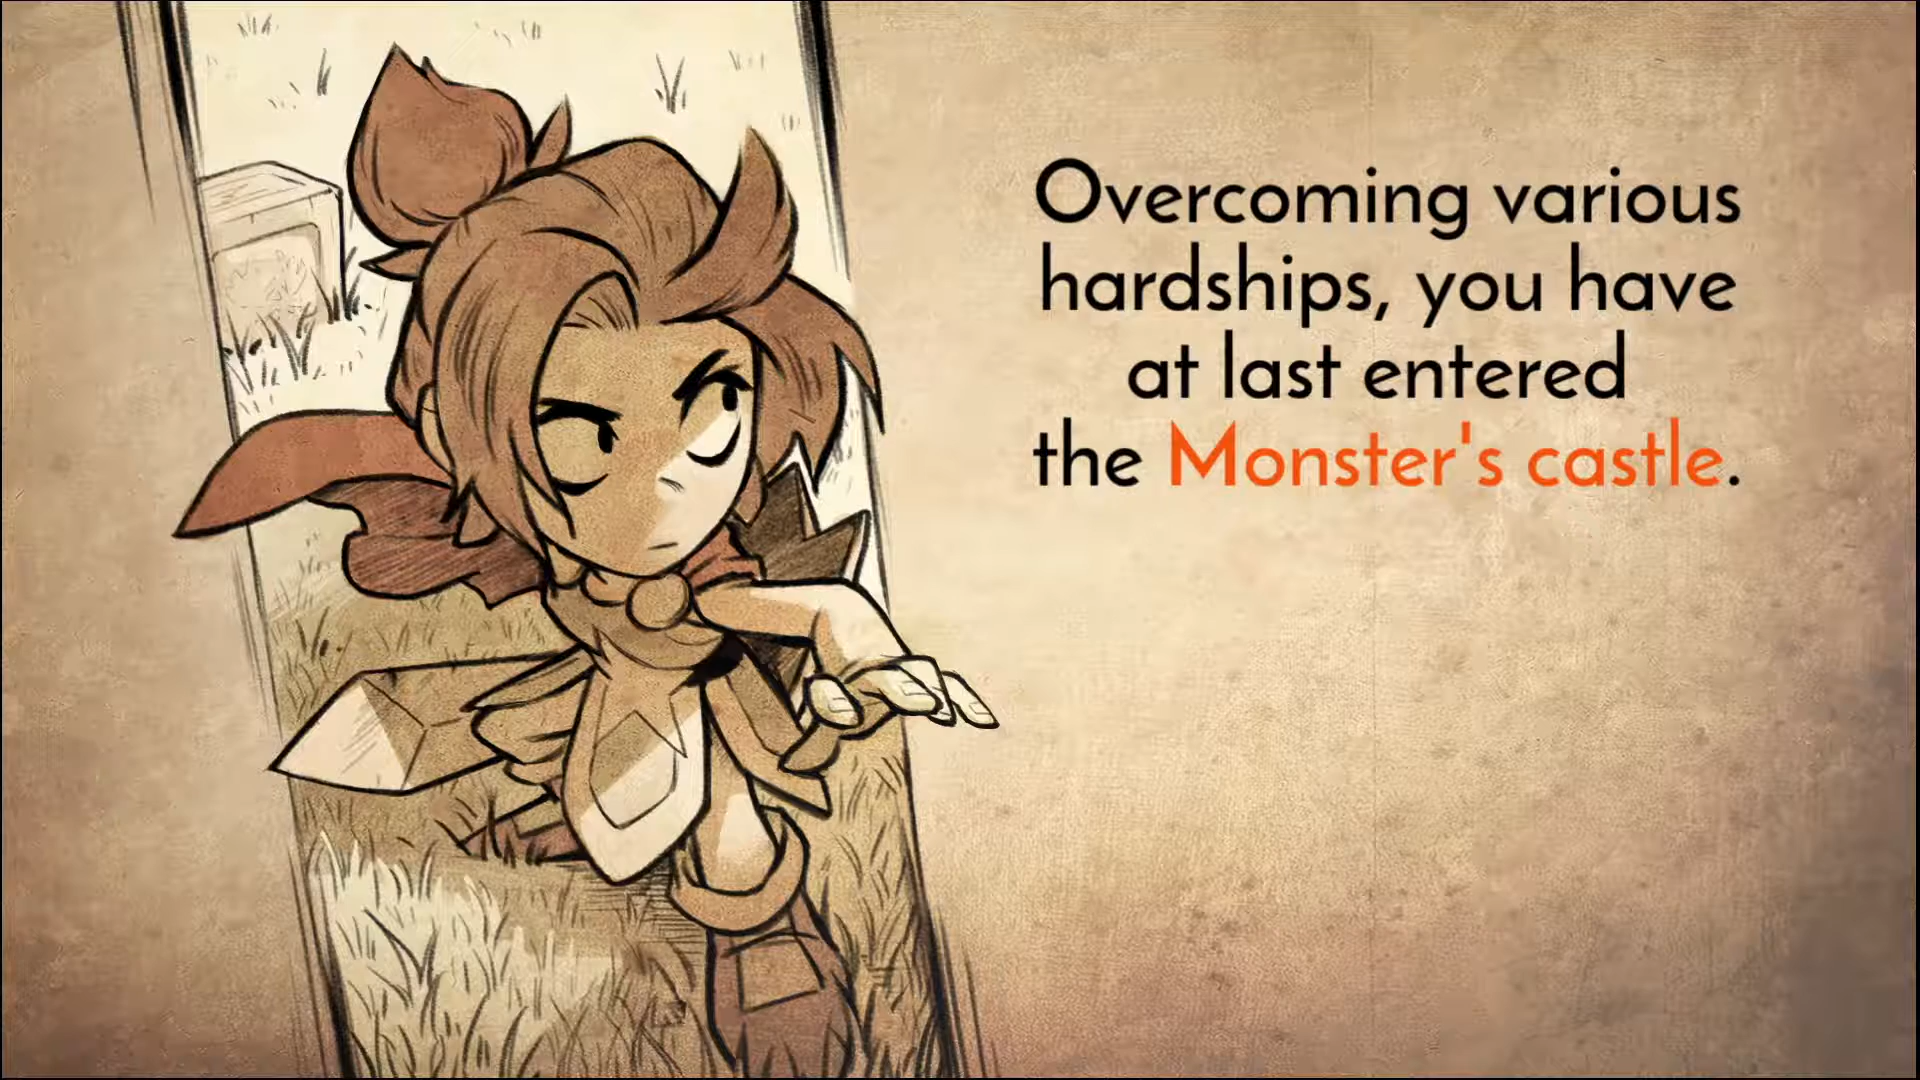 Overcoming various
hardships, you have
at last entered
the Monster's castle.